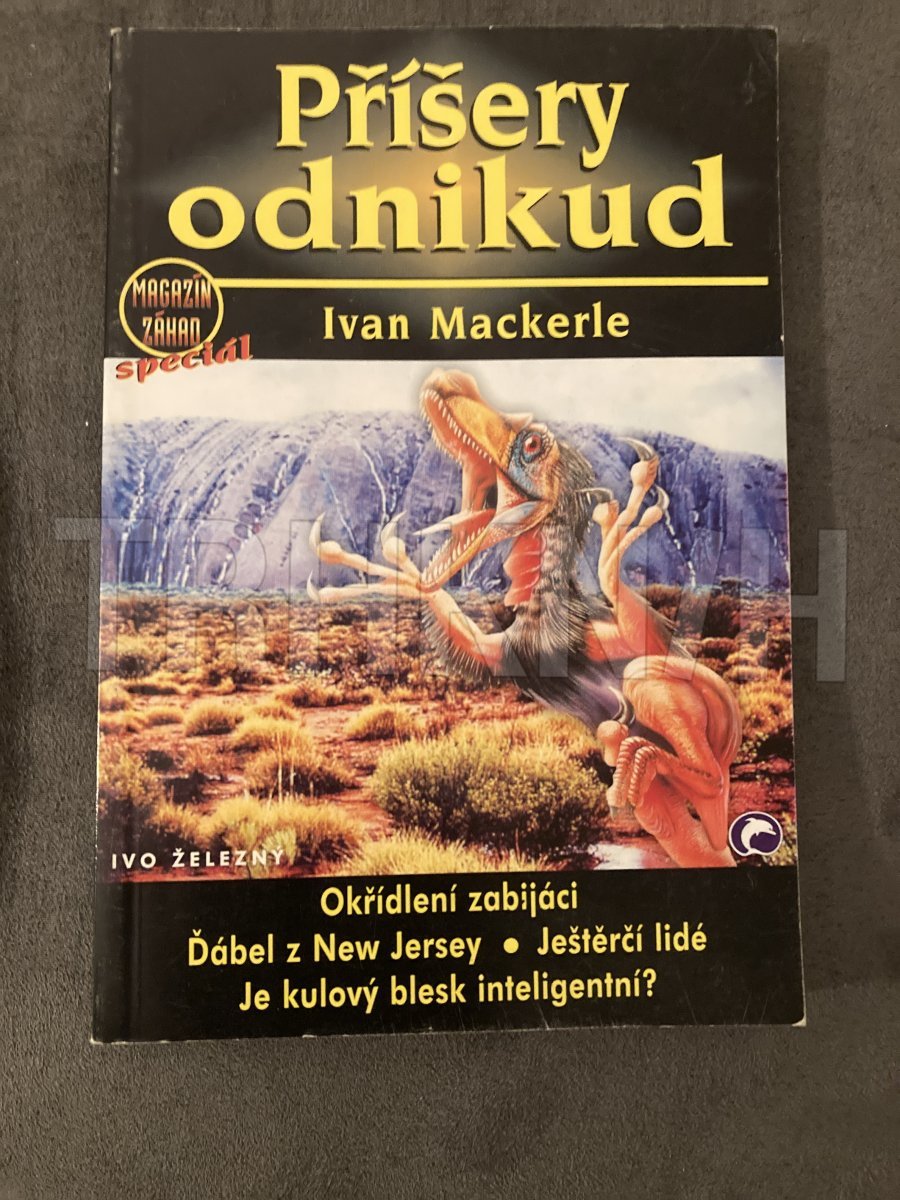 Příšery
odnikud
MAGAZÍN
ZÁHAD
speciál
Ivan Mackerle
IVO ŽELEZNÝ
Okřídlení zabijáci
Ďábel z New Jersey • Ještěrčí lidé
Je kulový blesk inteligentní?